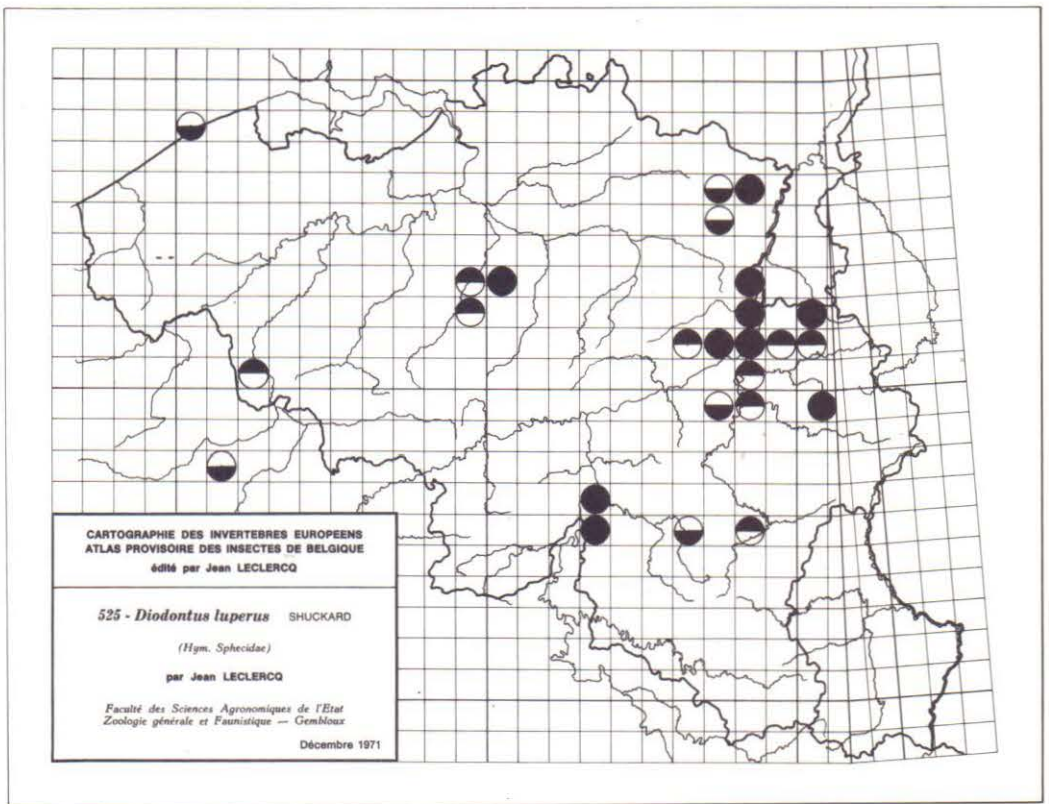 CARTOGRAPHIE DES INVERTEBRES EUROPEENS
ATLAS PROVISOIRE DES INSECTES DE BELGIQUE
édité par Jean LECLERCQ
525 - Diodontus luperus SHUCKARD
(Hym. Sphecidae)
par Jean LECLERCQ
Faculté des Sciences Agronomiques de l'Etat
Zoologie générale et Faunistique — Gembloux
Décembre 1971